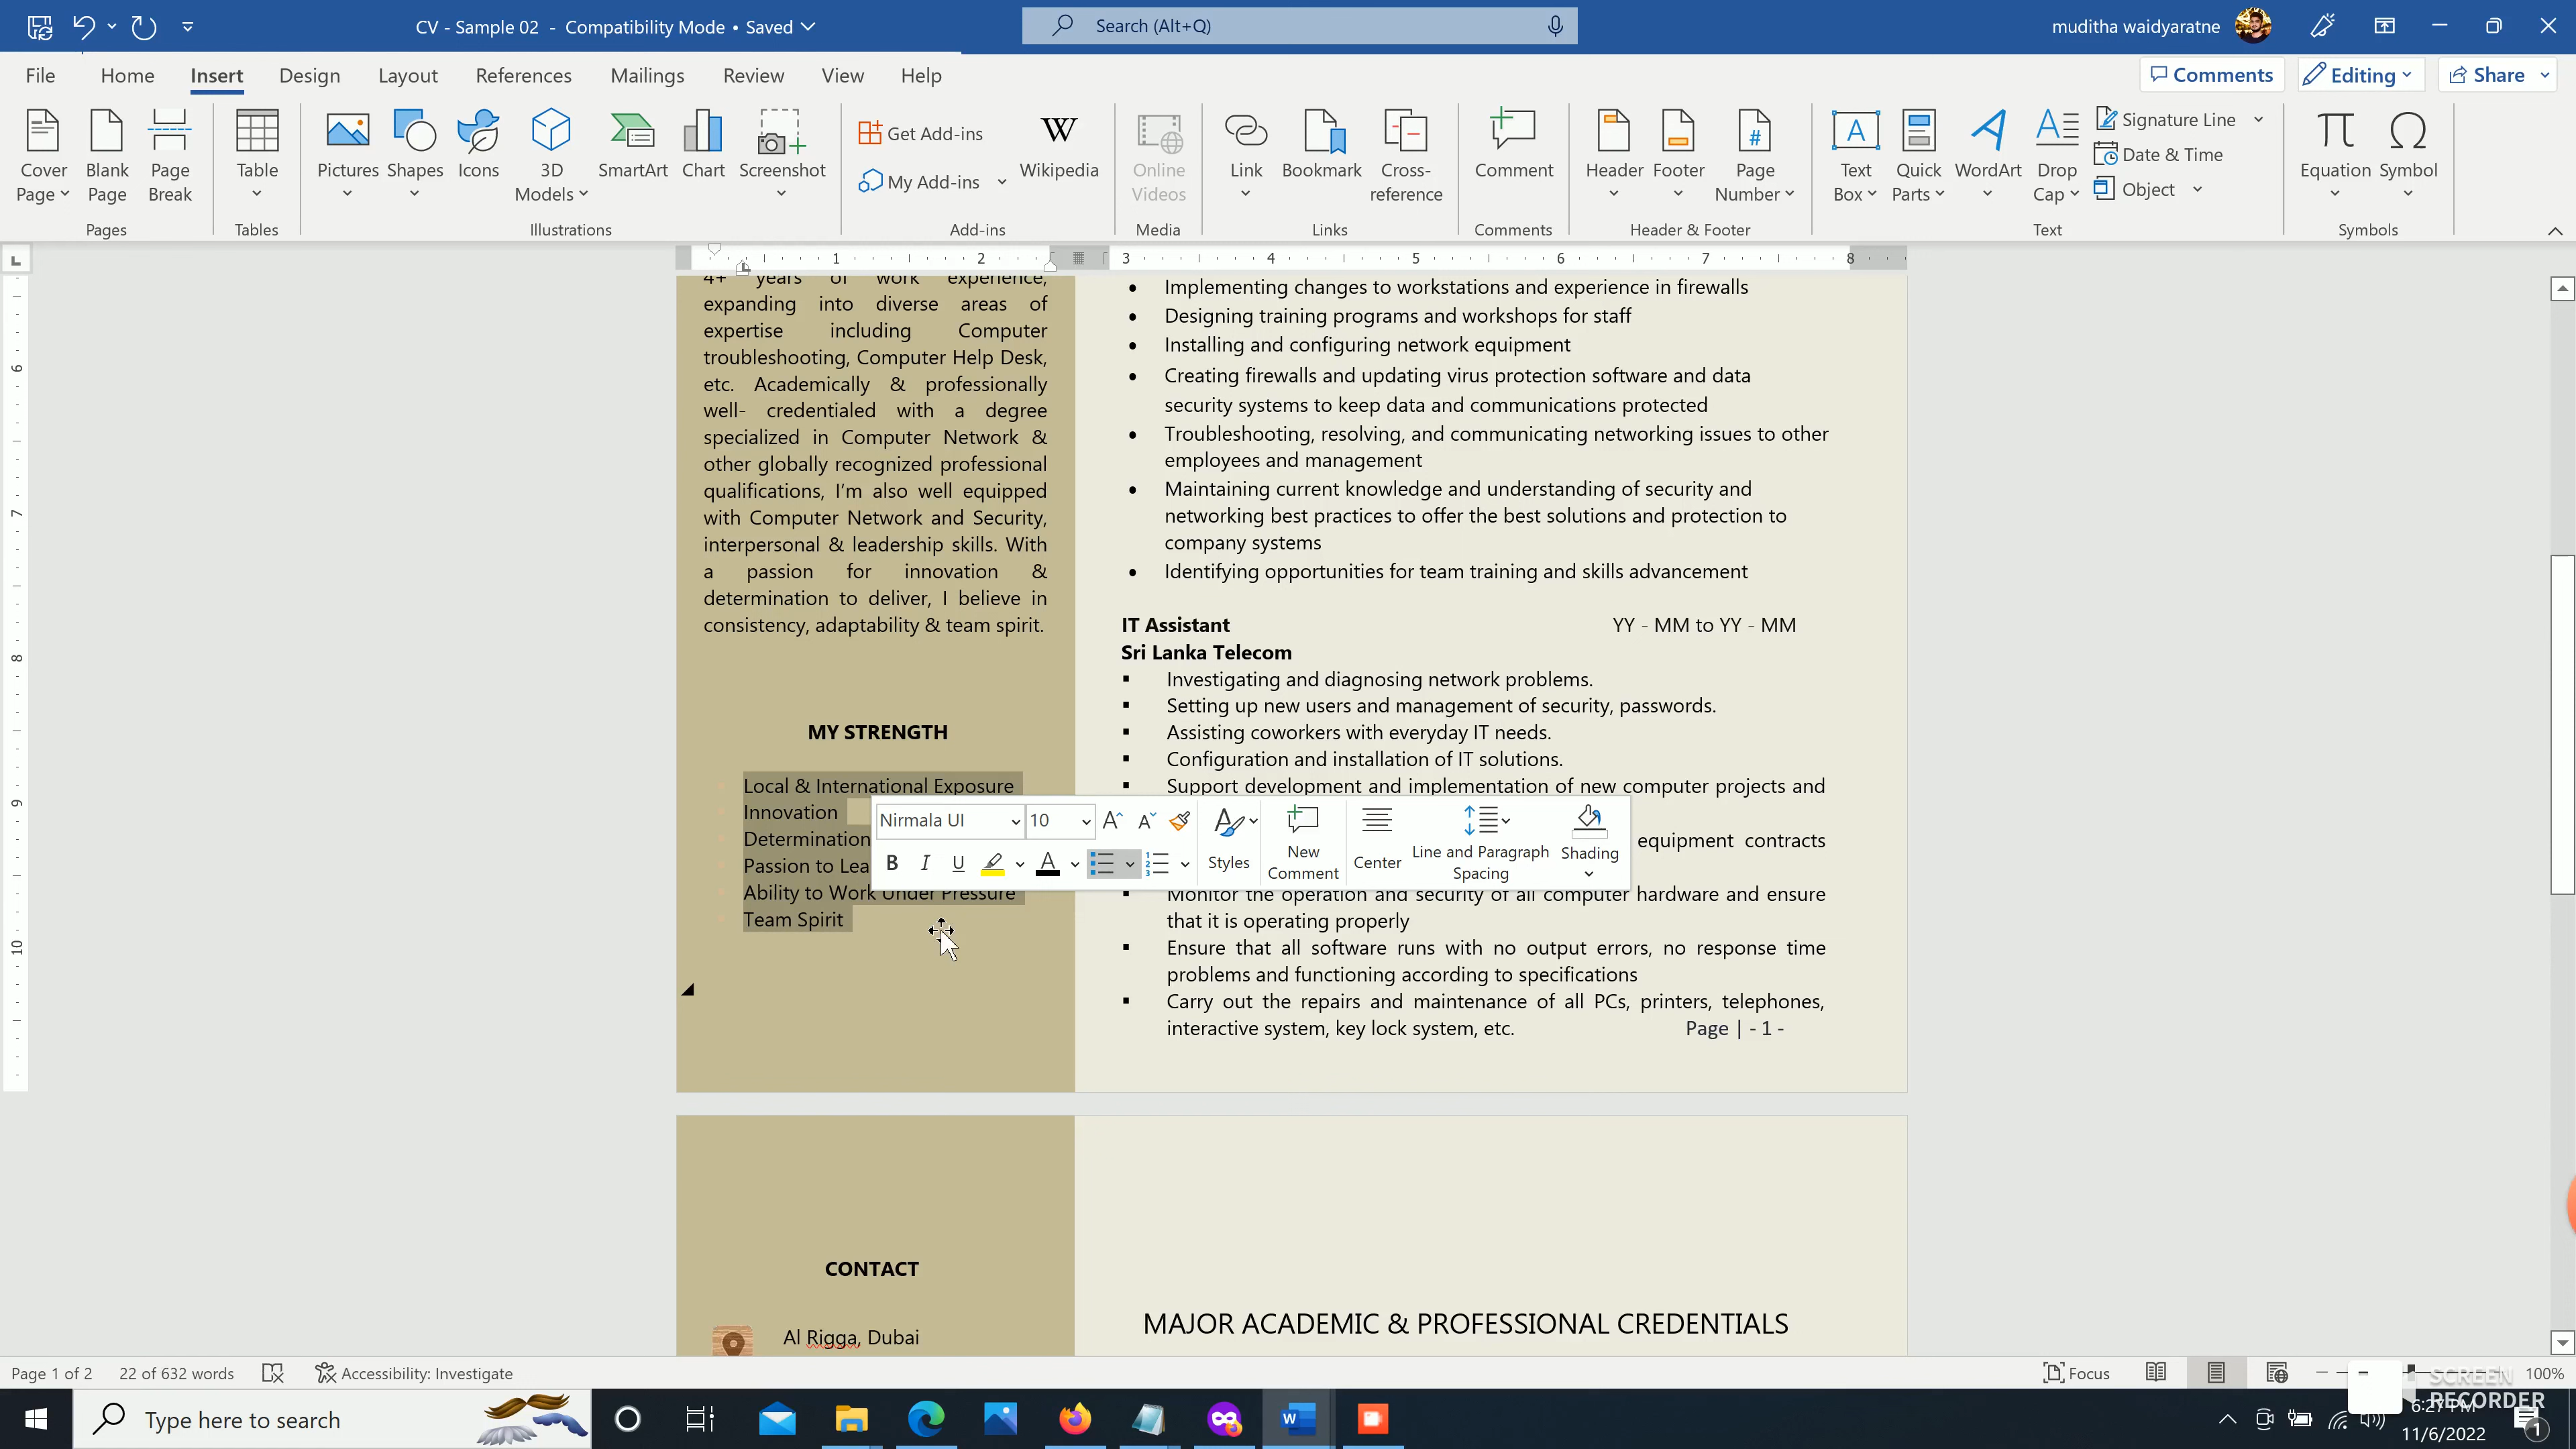 CV - Sample 02 - Compatibility Mode • Saved
Search (Alt+Q)
muditha waidyaratne
File Home Insert Design Layout References Mailings Review View Help
Comments Editing Share
Cover Page
Blank Page
Page Break
Table
Pictures
Shapes
Icons
3D Models
SmartArt
Chart
Screenshot
Get Add-ins
My Add-ins
Wikipedia
Online Videos
Link
Bookmark
Cross-reference
Comment
Header
Footer
Page Number
Text Box
Quick Parts
WordArt
Drop Cap
Signature Line
Date & Time
Object
Equation
Symbol
Pages Tables Illustrations Add-ins Media Links Comments Header & Footer Text Symbols
1 2 3 4 5 6 7 8
6
7
8
9
10
4+ years of work experience,
expanding into diverse areas of
expertise including Computer
troubleshooting, Computer Help Desk,
etc. Academically & professionally
well- credentialed with a degree
specialized in Computer Network &
other globally recognized professional
qualifications, I'm also well equipped
with Computer Network and Security,
interpersonal & leadership skills. With
a passion for innovation &
determination to deliver, I believe in
consistency, adaptability & team spirit.
MY STRENGTH
Local & International Exposure
Innovation
Determination
Passion to Lea
Ability to Work Under Pressure
Team Spirit
• Implementing changes to workstations and experience in firewalls
• Designing training programs and workshops for staff
• Installing and configuring network equipment
• Creating firewalls and updating virus protection software and data
security systems to keep data and communications protected
• Troubleshooting, resolving, and communicating networking issues to other
employees and management
• Maintaining current knowledge and understanding of security and
networking best practices to offer the best solutions and protection to
company systems
• Identifying opportunities for team training and skills advancement
IT Assistant YY - MM to YY - MM
Sri Lanka Telecom
▪ Investigating and diagnosing network problems.
▪ Setting up new users and management of security, passwords.
▪ Assisting coworkers with everyday IT needs.
▪ Configuration and installation of IT solutions.
▪ Support development and implementation of new computer projects and
equipment contracts
▪ Monitor the operation and security of all computer hardware and ensure
that it is operating properly
▪ Ensure that all software runs with no output errors, no response time
problems and functioning according to specifications
▪ Carry out the repairs and maintenance of all PCs, printers, telephones,
interactive system, key lock system, etc.
Page | - 1 -
Nirmala UI 10
B I U
Styles
New Comment
Center
Line and Paragraph Spacing
Shading
CONTACT
Al Rigga, Dubai
MAJOR ACADEMIC & PROFESSIONAL CREDENTIALS
Page 1 of 2 22 of 632 words Accessibility: Investigate
Focus
100%
SCREEN
RECORDER
Type here to search
6:27 PM
11/6/2022
1